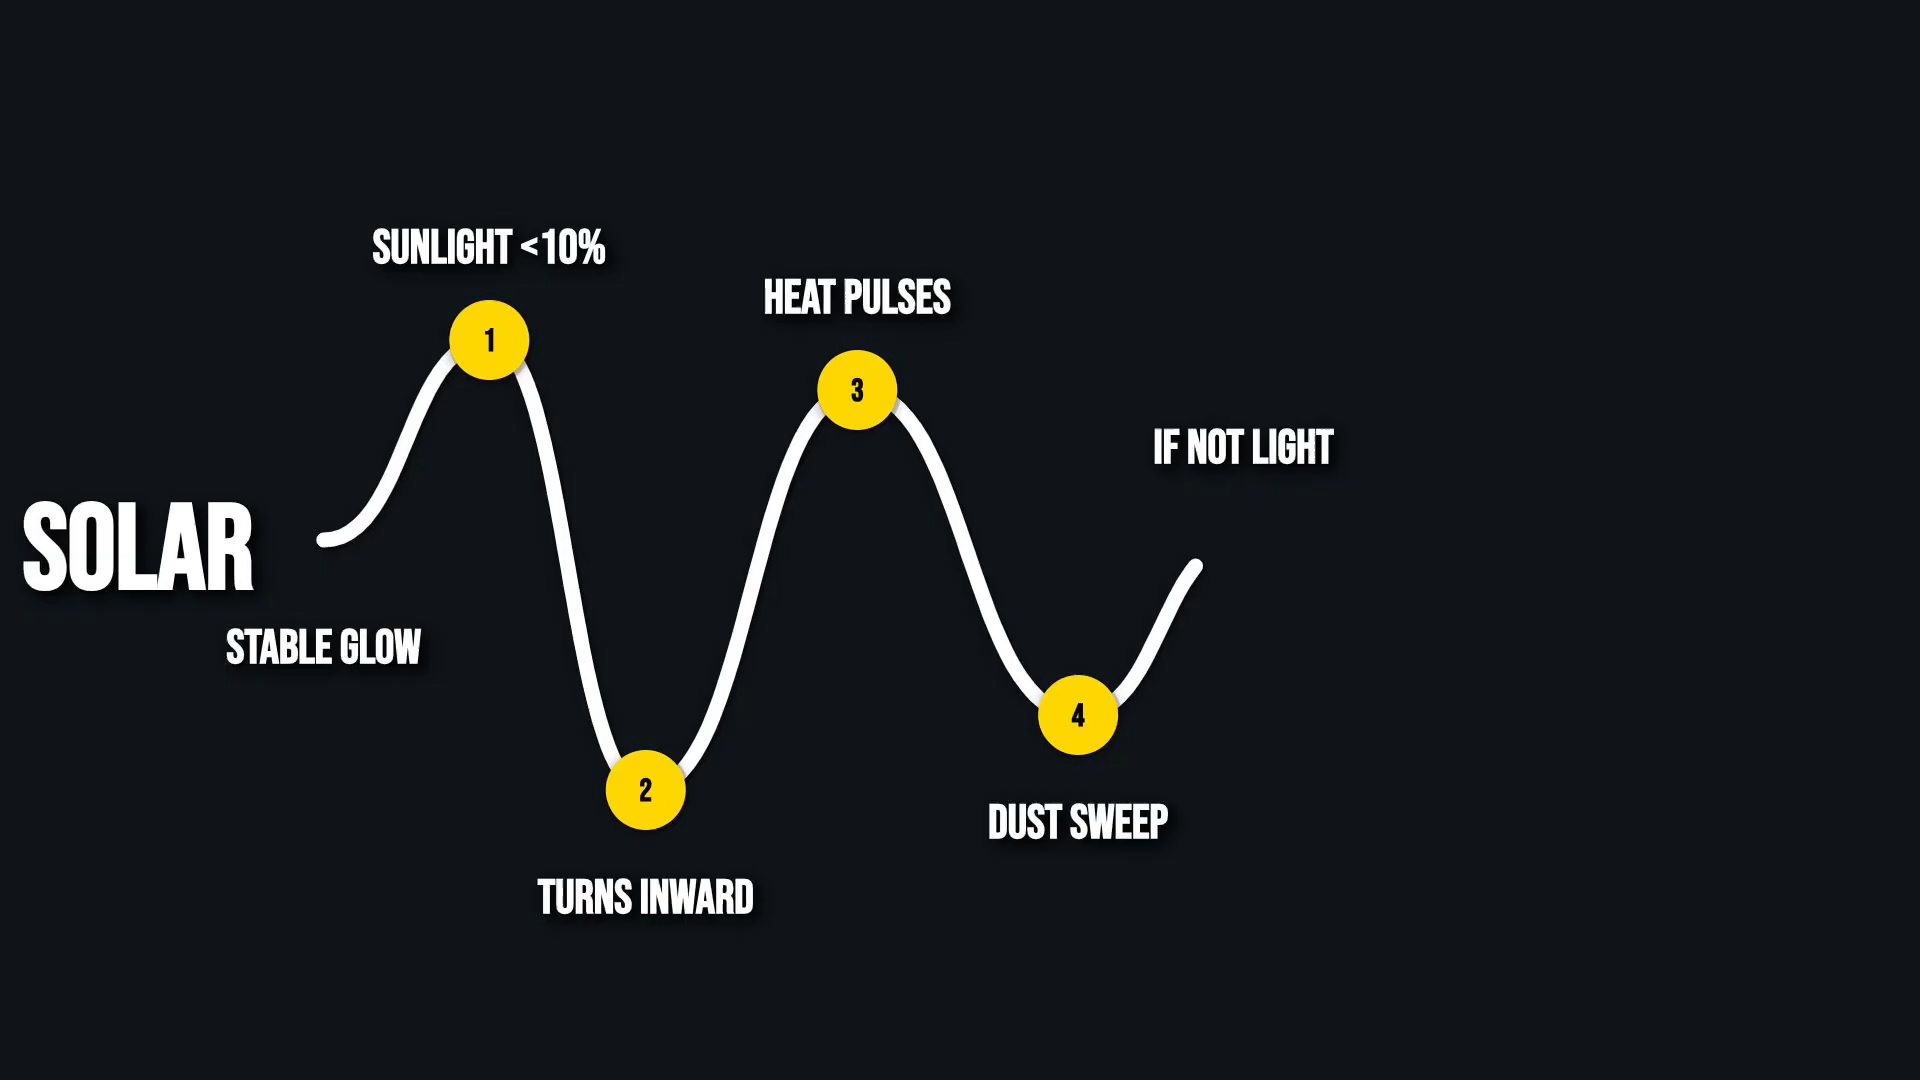 SOLAR
STABLE GLOW
SUNLIGHT <10%
1
2
TURNS INWARD
HEAT PULSES
3
4
DUST SWEEP
IF NOT LIGHT